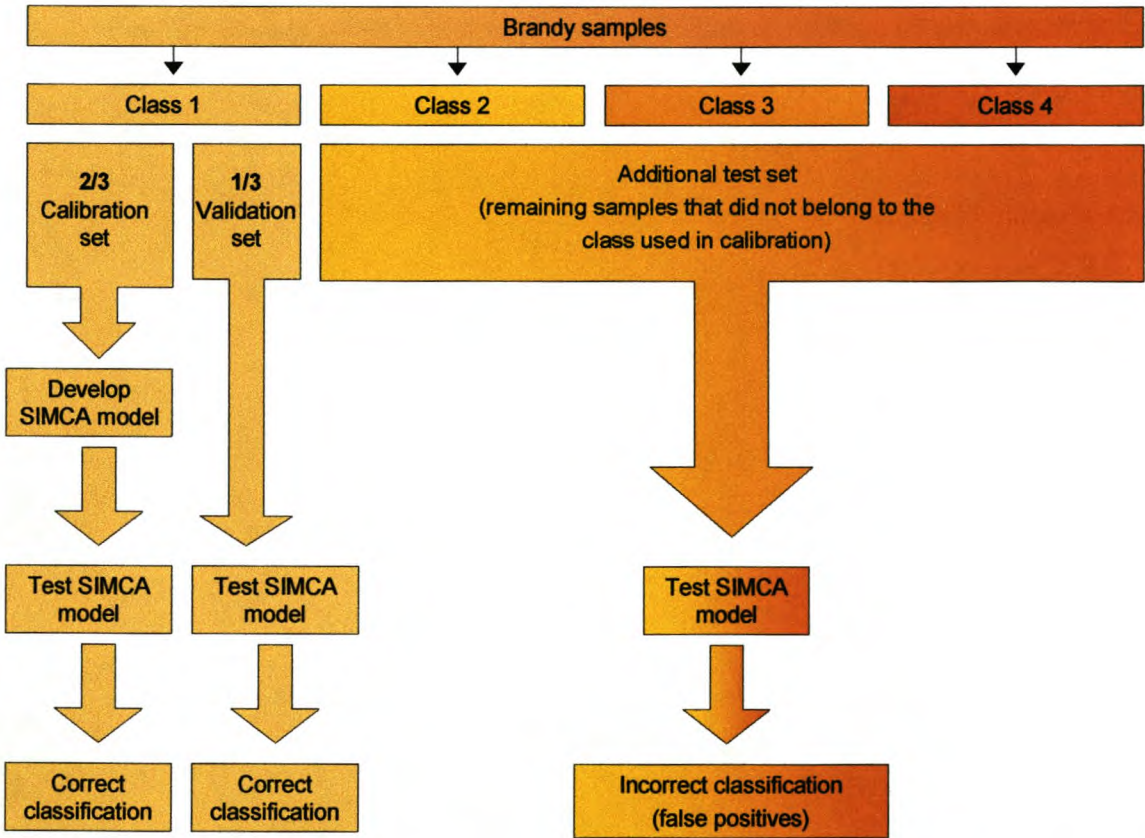 Brandy samples
Class 1
Class 2
Class 3
Class 4
2/3
Calibration
set
1/3
Validation
set
Additional test set
(remaining samples that did not belong to the
class used in calibration)
Develop
SIMCA model
Test SIMCA
model
Test SIMCA
model
Test SIMCA
model
Correct
classification
Correct
classification
Incorrect classification
(false positives)